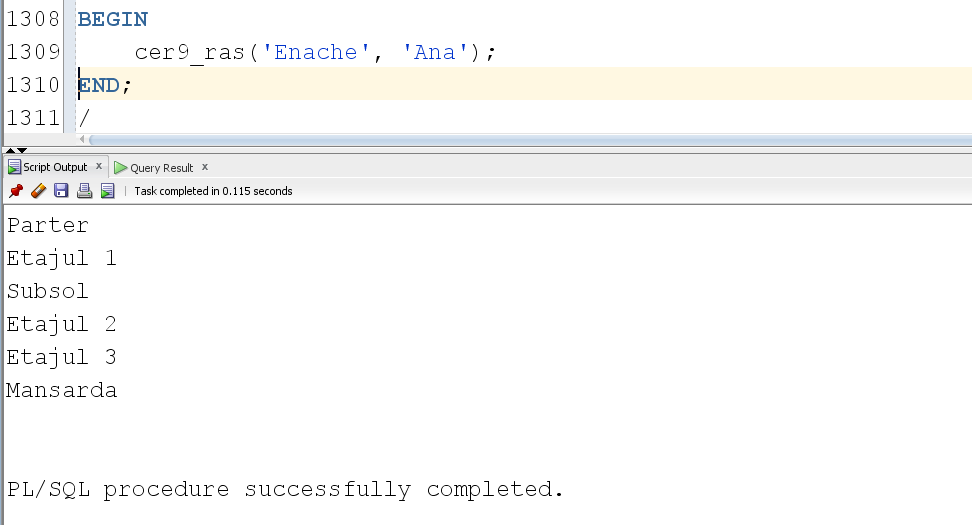 1308 BEGIN
1309 cer9_ras('Enache', 'Ana');
1310 END;
1311 /
Script Output x Query Result x
Task completed in 0.115 seconds
Parter
Etajul 1
Subsol
Etajul 2
Etajul 3
Mansarda
PL/SQL procedure successfully completed.